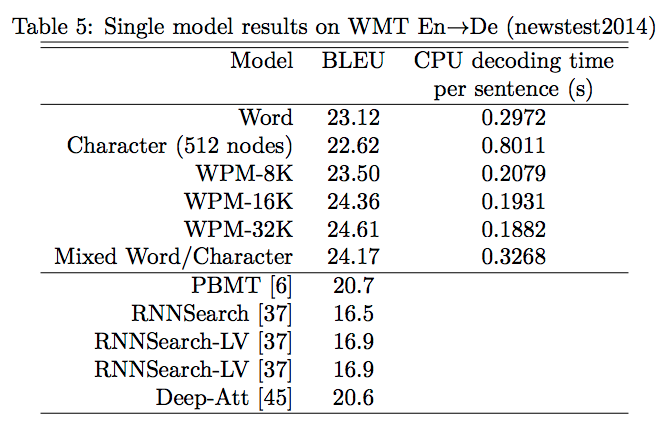 Table 5: Single model results on WMT En→De (newstest2014)
Model BLEU CPU decoding time
per sentence (s)
Word 23.12 0.2972
Character (512 nodes) 22.62 0.8011
WPM-8K 23.50 0.2079
WPM-16K 24.36 0.1931
WPM-32K 24.61 0.1882
Mixed Word/Character 24.17 0.3268
PBMT [6] 20.7
RNNSearch [37] 16.5
RNNSearch-LV [37] 16.9
RNNSearch-LV [37] 16.9
Deep-Att [45] 20.6